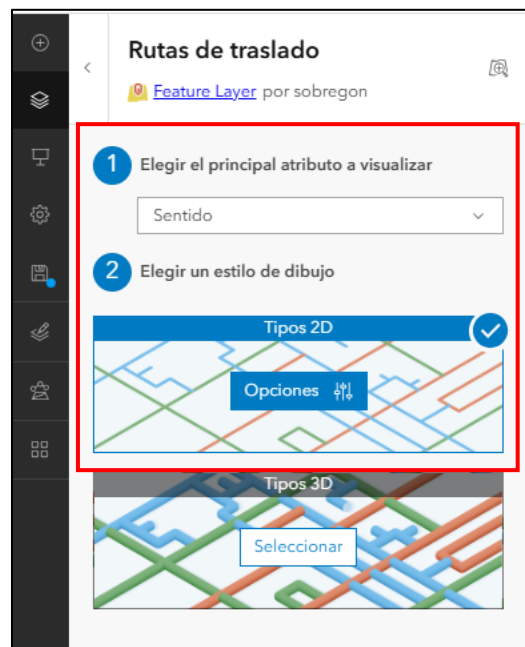 Rutas de traslado
Feature Layer por sobregon
1 Elegir el principal atributo a visualizar
Sentido
2 Elegir un estilo de dibujo
Tipos 2D
Opciones
Tipos 3D
Seleccionar